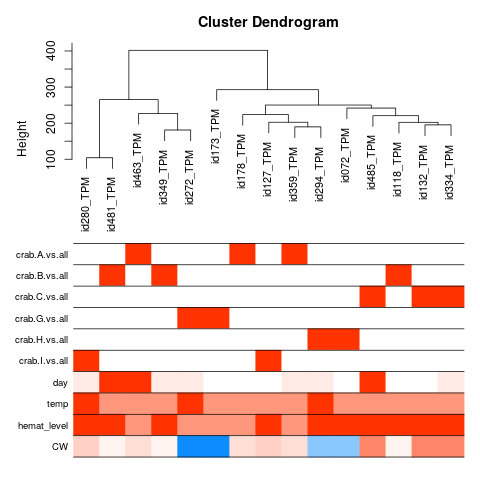 Cluster Dendrogram
Height
400
300
200
100
id280_TPM
id481_TPM
id463_TPM
id349_TPM
id272_TPM
id173_TPM
id178_TPM
id127_TPM
id359_TPM
id294_TPM
id072_TPM
id485_TPM
id118_TPM
id132_TPM
id334_TPM
crab.A.vs.all
crab.B.vs.all
crab.C.vs.all
crab.G.vs.all
crab.H.vs.all
crab.I.vs.all
day
temp
hemat_level
CW